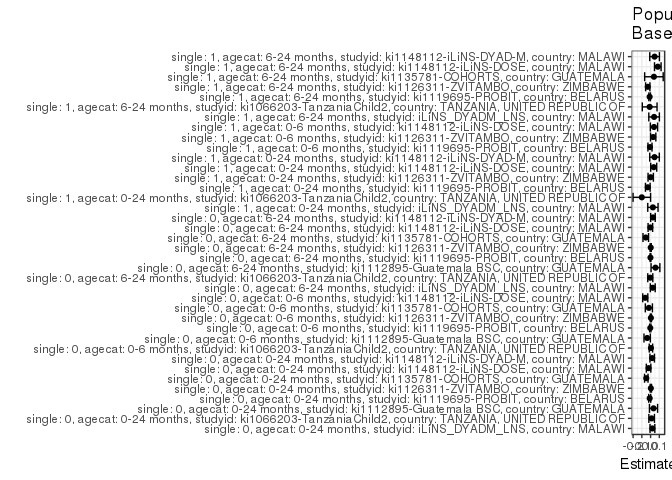 Popu
Base
single: 1, agecat: 6-24 months, studyid: ki1148112-iLiNS-DYAD-M, country: MALAWI
single: 1, agecat: 6-24 months, studyid: ki1148112-iLiNS-DOSE, country: MALAWI
single: 1, agecat: 6-24 months, studyid: ki1135781-COHORTS, country: GUATEMALA
single: 1, agecat: 6-24 months, studyid: ki1126311-ZVITAMBO, country: ZIMBABWE
single: 1, agecat: 6-24 months, studyid: ki1119695-PROBIT, country: BELARUS
single: 1, agecat: 6-24 months, studyid: ki1066203-TanzaniaChild2, country: TANZANIA, UNITED REPUBLIC OF
single: 1, agecat: 6-24 months, studyid: iLiNS_DYADM_LNS, country: MALAWI
single: 1, agecat: 0-6 months, studyid: ki1148112-iLiNS-DOSE, country: MALAWI
single: 1, agecat: 0-6 months, studyid: ki1126311-ZVITAMBO, country: ZIMBABWE
single: 1, agecat: 0-6 months, studyid: ki1119695-PROBIT, country: BELARUS
single: 1, agecat: 0-24 months, studyid: ki1148112-iLiNS-DYAD-M, country: MALAWI
single: 1, agecat: 0-24 months, studyid: ki1148112-iLiNS-DOSE, country: MALAWI
single: 1, agecat: 0-24 months, studyid: ki1126311-ZVITAMBO, country: ZIMBABWE
single: 1, agecat: 0-24 months, studyid: ki1119695-PROBIT, country: BELARUS
single: 1, agecat: 0-24 months, studyid: ki1066203-TanzaniaChild2, country: TANZANIA, UNITED REPUBLIC OF
single: 1, agecat: 0-24 months, studyid: iLiNS_DYADM_LNS, country: MALAWI
single: 0, agecat: 6-24 months, studyid: ki1148112-iLiNS-DYAD-M, country: MALAWI
single: 0, agecat: 6-24 months, studyid: ki1148112-iLiNS-DOSE, country: MALAWI
single: 0, agecat: 6-24 months, studyid: ki1135781-COHORTS, country: GUATEMALA
single: 0, agecat: 6-24 months, studyid: ki1126311-ZVITAMBO, country: ZIMBABWE
single: 0, agecat: 6-24 months, studyid: ki1119695-PROBIT, country: BELARUS
single: 0, agecat: 6-24 months, studyid: ki1112895-Guatemala BSC, country: GUATEMALA
single: 0, agecat: 6-24 months, studyid: ki1066203-TanzaniaChild2, country: TANZANIA, UNITED REPUBLIC OF
single: 0, agecat: 6-24 months, studyid: iLiNS_DYADM_LNS, country: MALAWI
single: 0, agecat: 0-6 months, studyid: ki1148112-iLiNS-DOSE, country: MALAWI
single: 0, agecat: 0-6 months, studyid: ki1135781-COHORTS, country: GUATEMALA
single: 0, agecat: 0-6 months, studyid: ki1126311-ZVITAMBO, country: ZIMBABWE
single: 0, agecat: 0-6 months, studyid: ki1119695-PROBIT, country: BELARUS
single: 0, agecat: 0-6 months, studyid: ki1112895-Guatemala BSC, country: GUATEMALA
single: 0, agecat: 0-6 months, studyid: ki1066203-TanzaniaChild2, country: TANZANIA, UNITED REPUBLIC OF
single: 0, agecat: 0-24 months, studyid: ki1148112-iLiNS-DYAD-M, country: MALAWI
single: 0, agecat: 0-24 months, studyid: ki1148112-iLiNS-DOSE, country: MALAWI
single: 0, agecat: 0-24 months, studyid: ki1135781-COHORTS, country: GUATEMALA
single: 0, agecat: 0-24 months, studyid: ki1126311-ZVITAMBO, country: ZIMBABWE
single: 0, agecat: 0-24 months, studyid: ki1119695-PROBIT, country: BELARUS
single: 0, agecat: 0-24 months, studyid: ki1112895-Guatemala BSC, country: GUATEMALA
single: 0, agecat: 0-24 months, studyid: ki1066203-TanzaniaChild2, country: TANZANIA, UNITED REPUBLIC OF
single: 0, agecat: 0-24 months, studyid: iLiNS_DYADM_LNS, country: MALAWI
Estimate